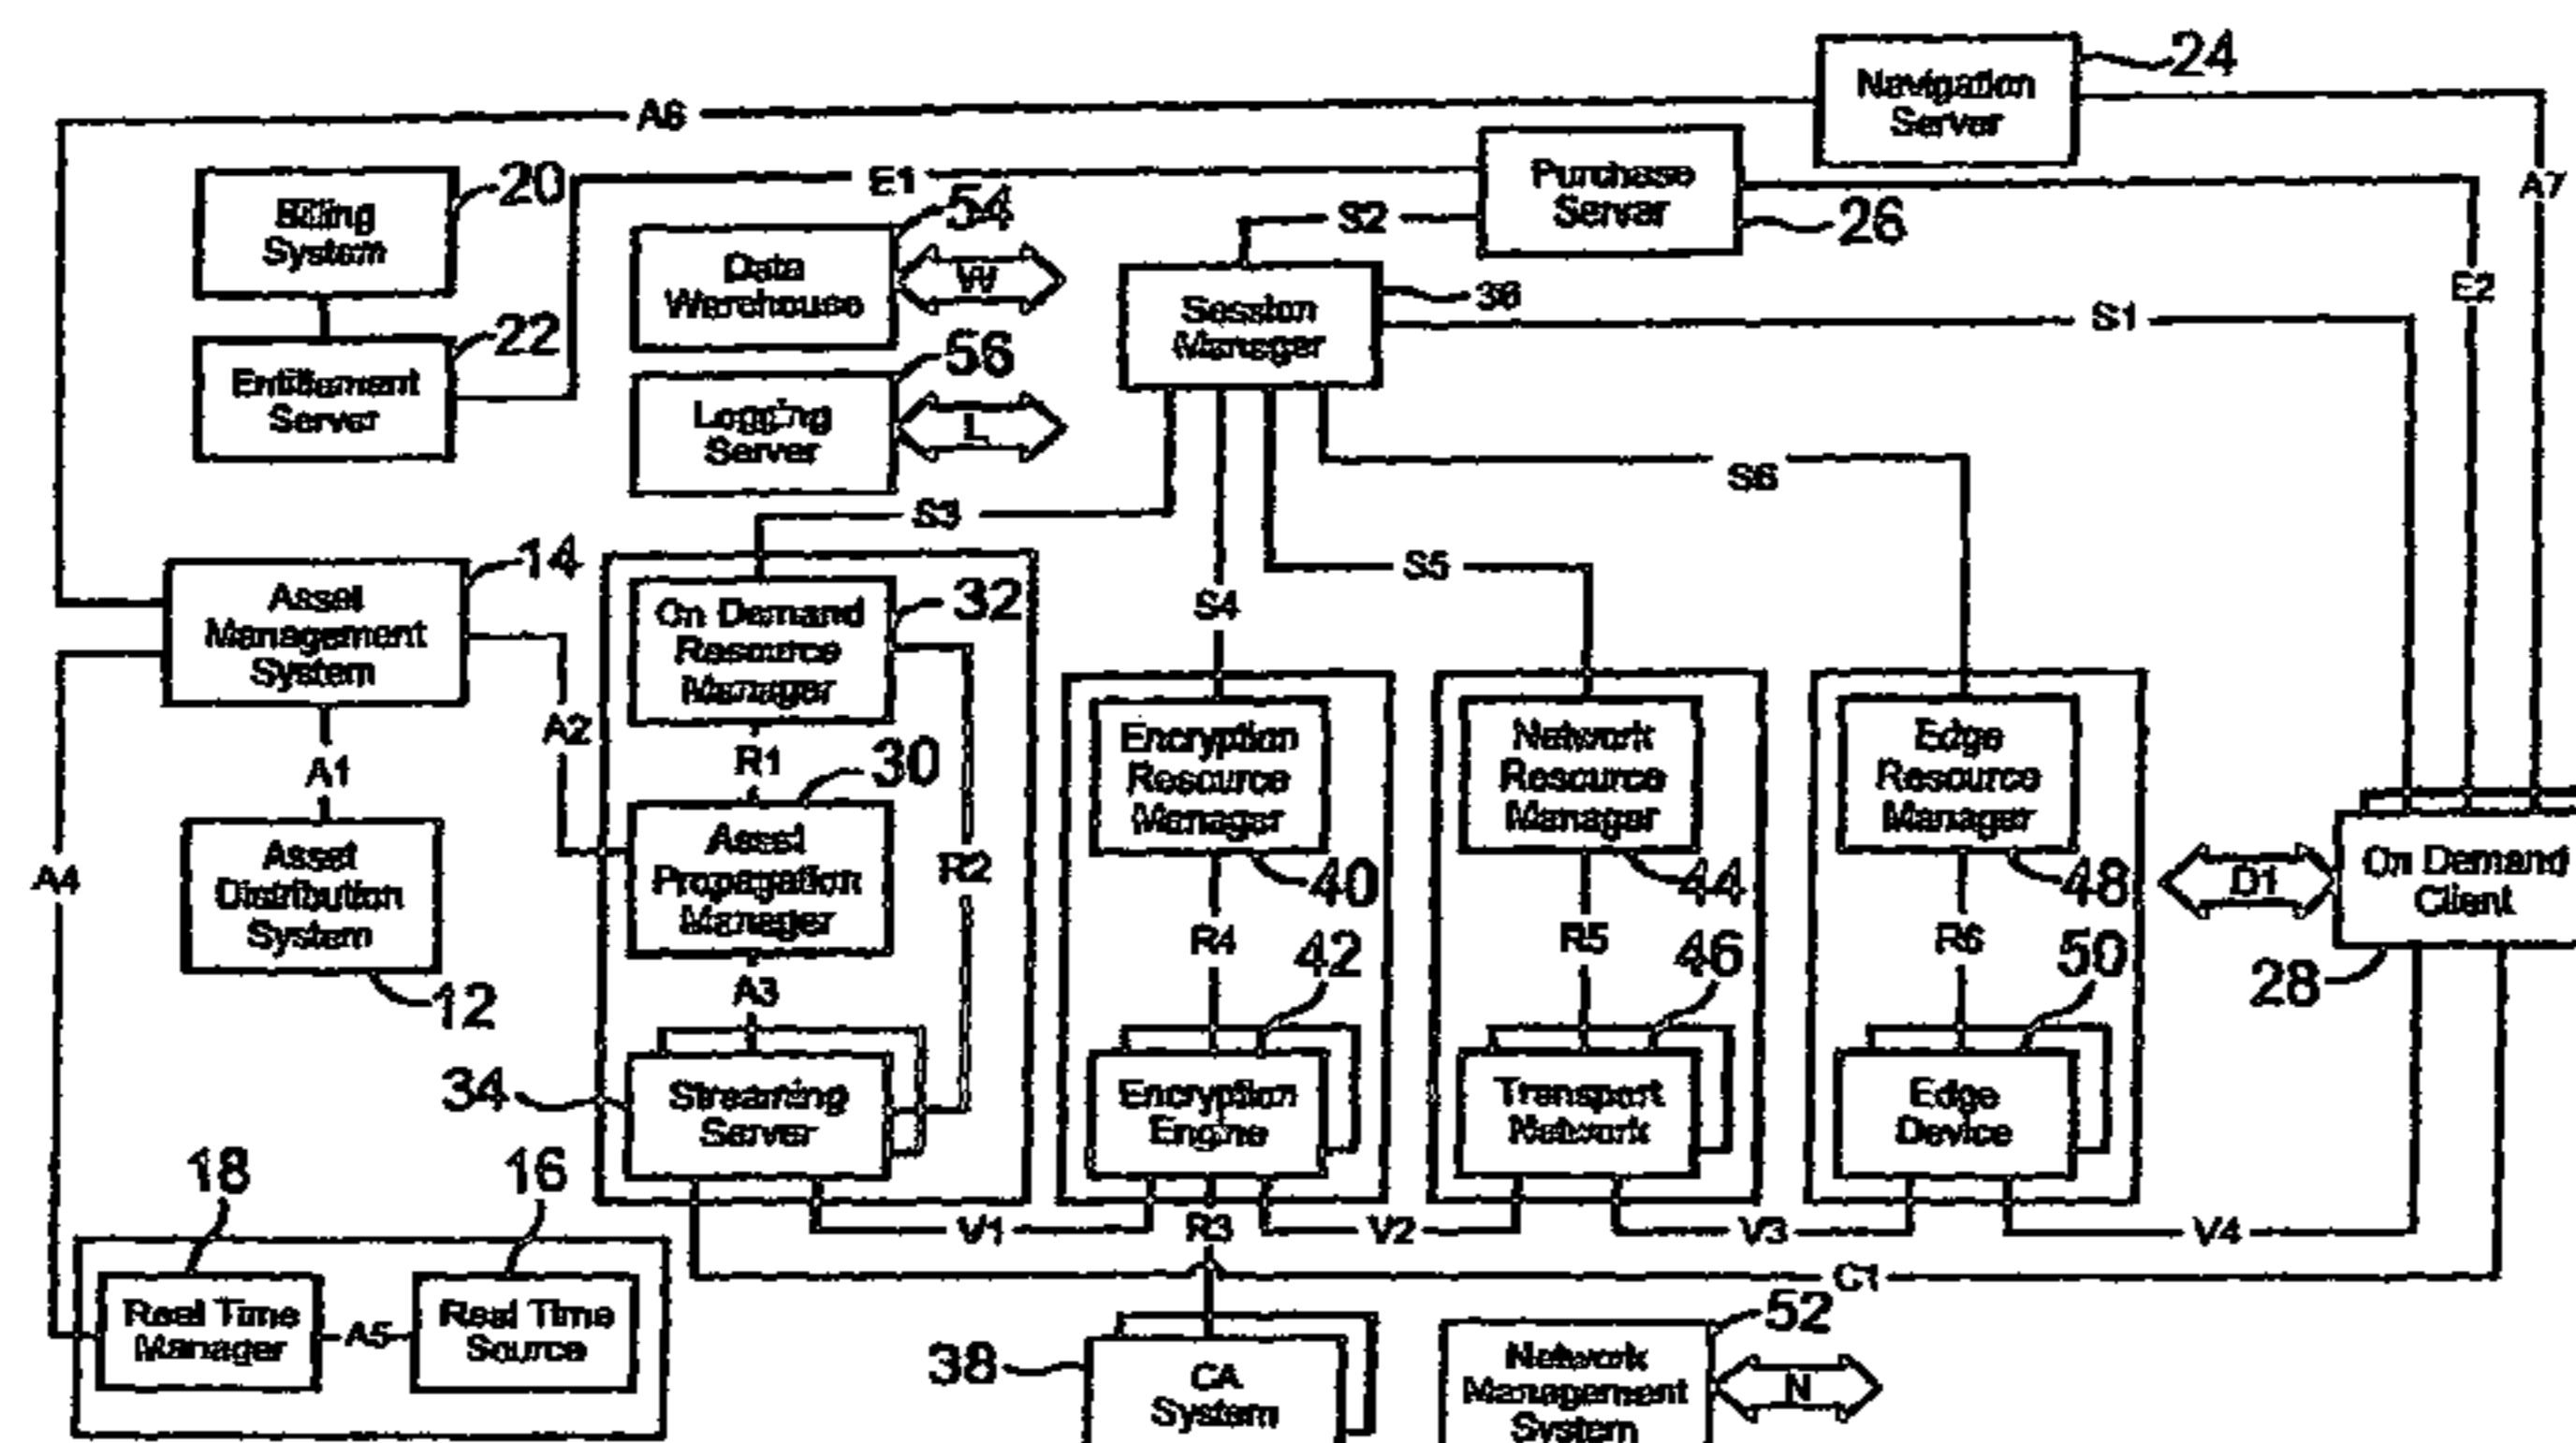 24
Navigation
Server
A6
Purchase
Server
26
A7
20
Billing
System
E1
54
Data
Warehouse
W
S2
Session
Manager
36
S1
E2
22
Entitlement
Server
56
Logging
Server
L
S3
S6
14
Asset
Management
System
On Demand
Resource
Manager
32
S4
S5
A2
A1
R1
30
Encryption
Resource
Manager
40
Network
Resource
Manager
44
Edge
Resource
Manager
48
A4
Asset
Distribution
System
12
Asset
Propagation
Manager
R2
D1
On Demand
Client
28
A3
R4
42
R5
46
R6
50
34
Streaming
Server
Encryption
Engine
Transport
Network
Edge
Device
18
16
V1
R3
V2
V3
V4
C1
Real Time
Manager
A5
Real Time
Source
38
CA
System
52
Network
Management
System
N